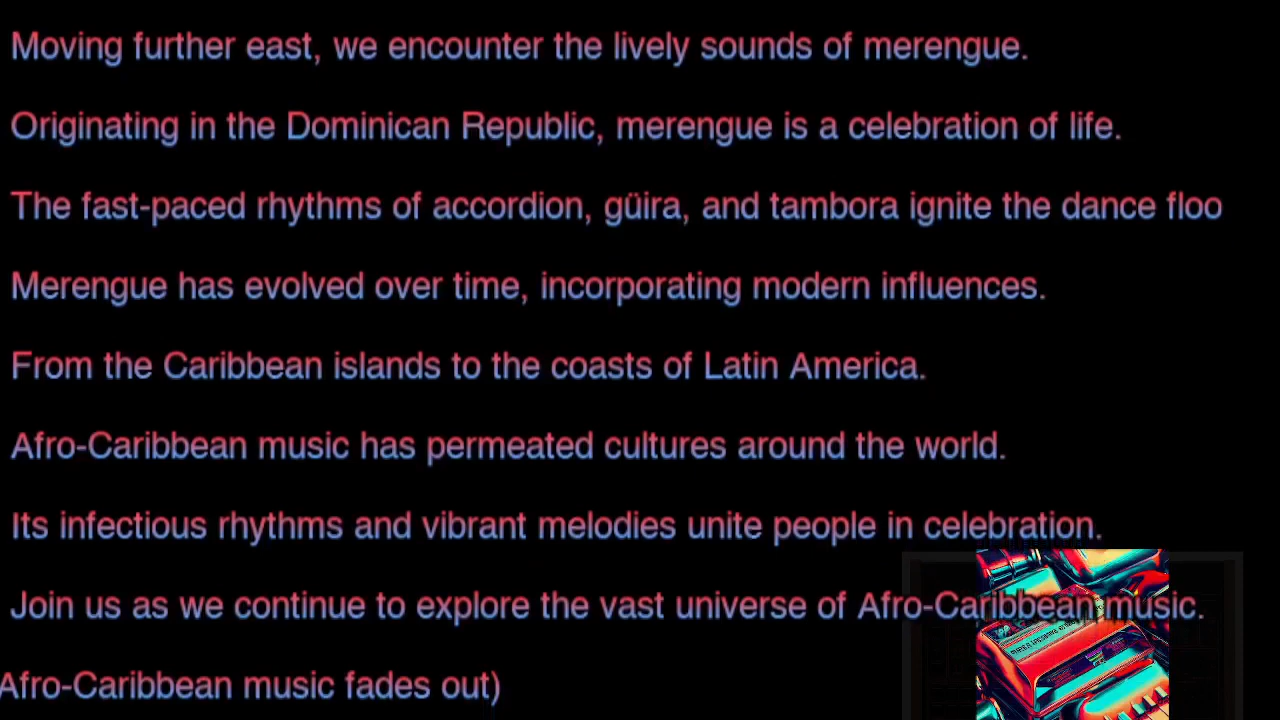 Moving further east, we encounter the lively sounds of merengue.
Originating in the Dominican Republic, merengue is a celebration of life.
The fast-paced rhythms of accordion, güira, and tambora ignite the dance floo
Merengue has evolved over time, incorporating modern influences.
From the Caribbean islands to the coasts of Latin America.
Afro-Caribbean music has permeated cultures around the world.
Its infectious rhythms and vibrant melodies unite people in celebration.
Join us as we continue to explore the vast universe of Afro-Caribbean music.
Afro-Caribbean music fades out)